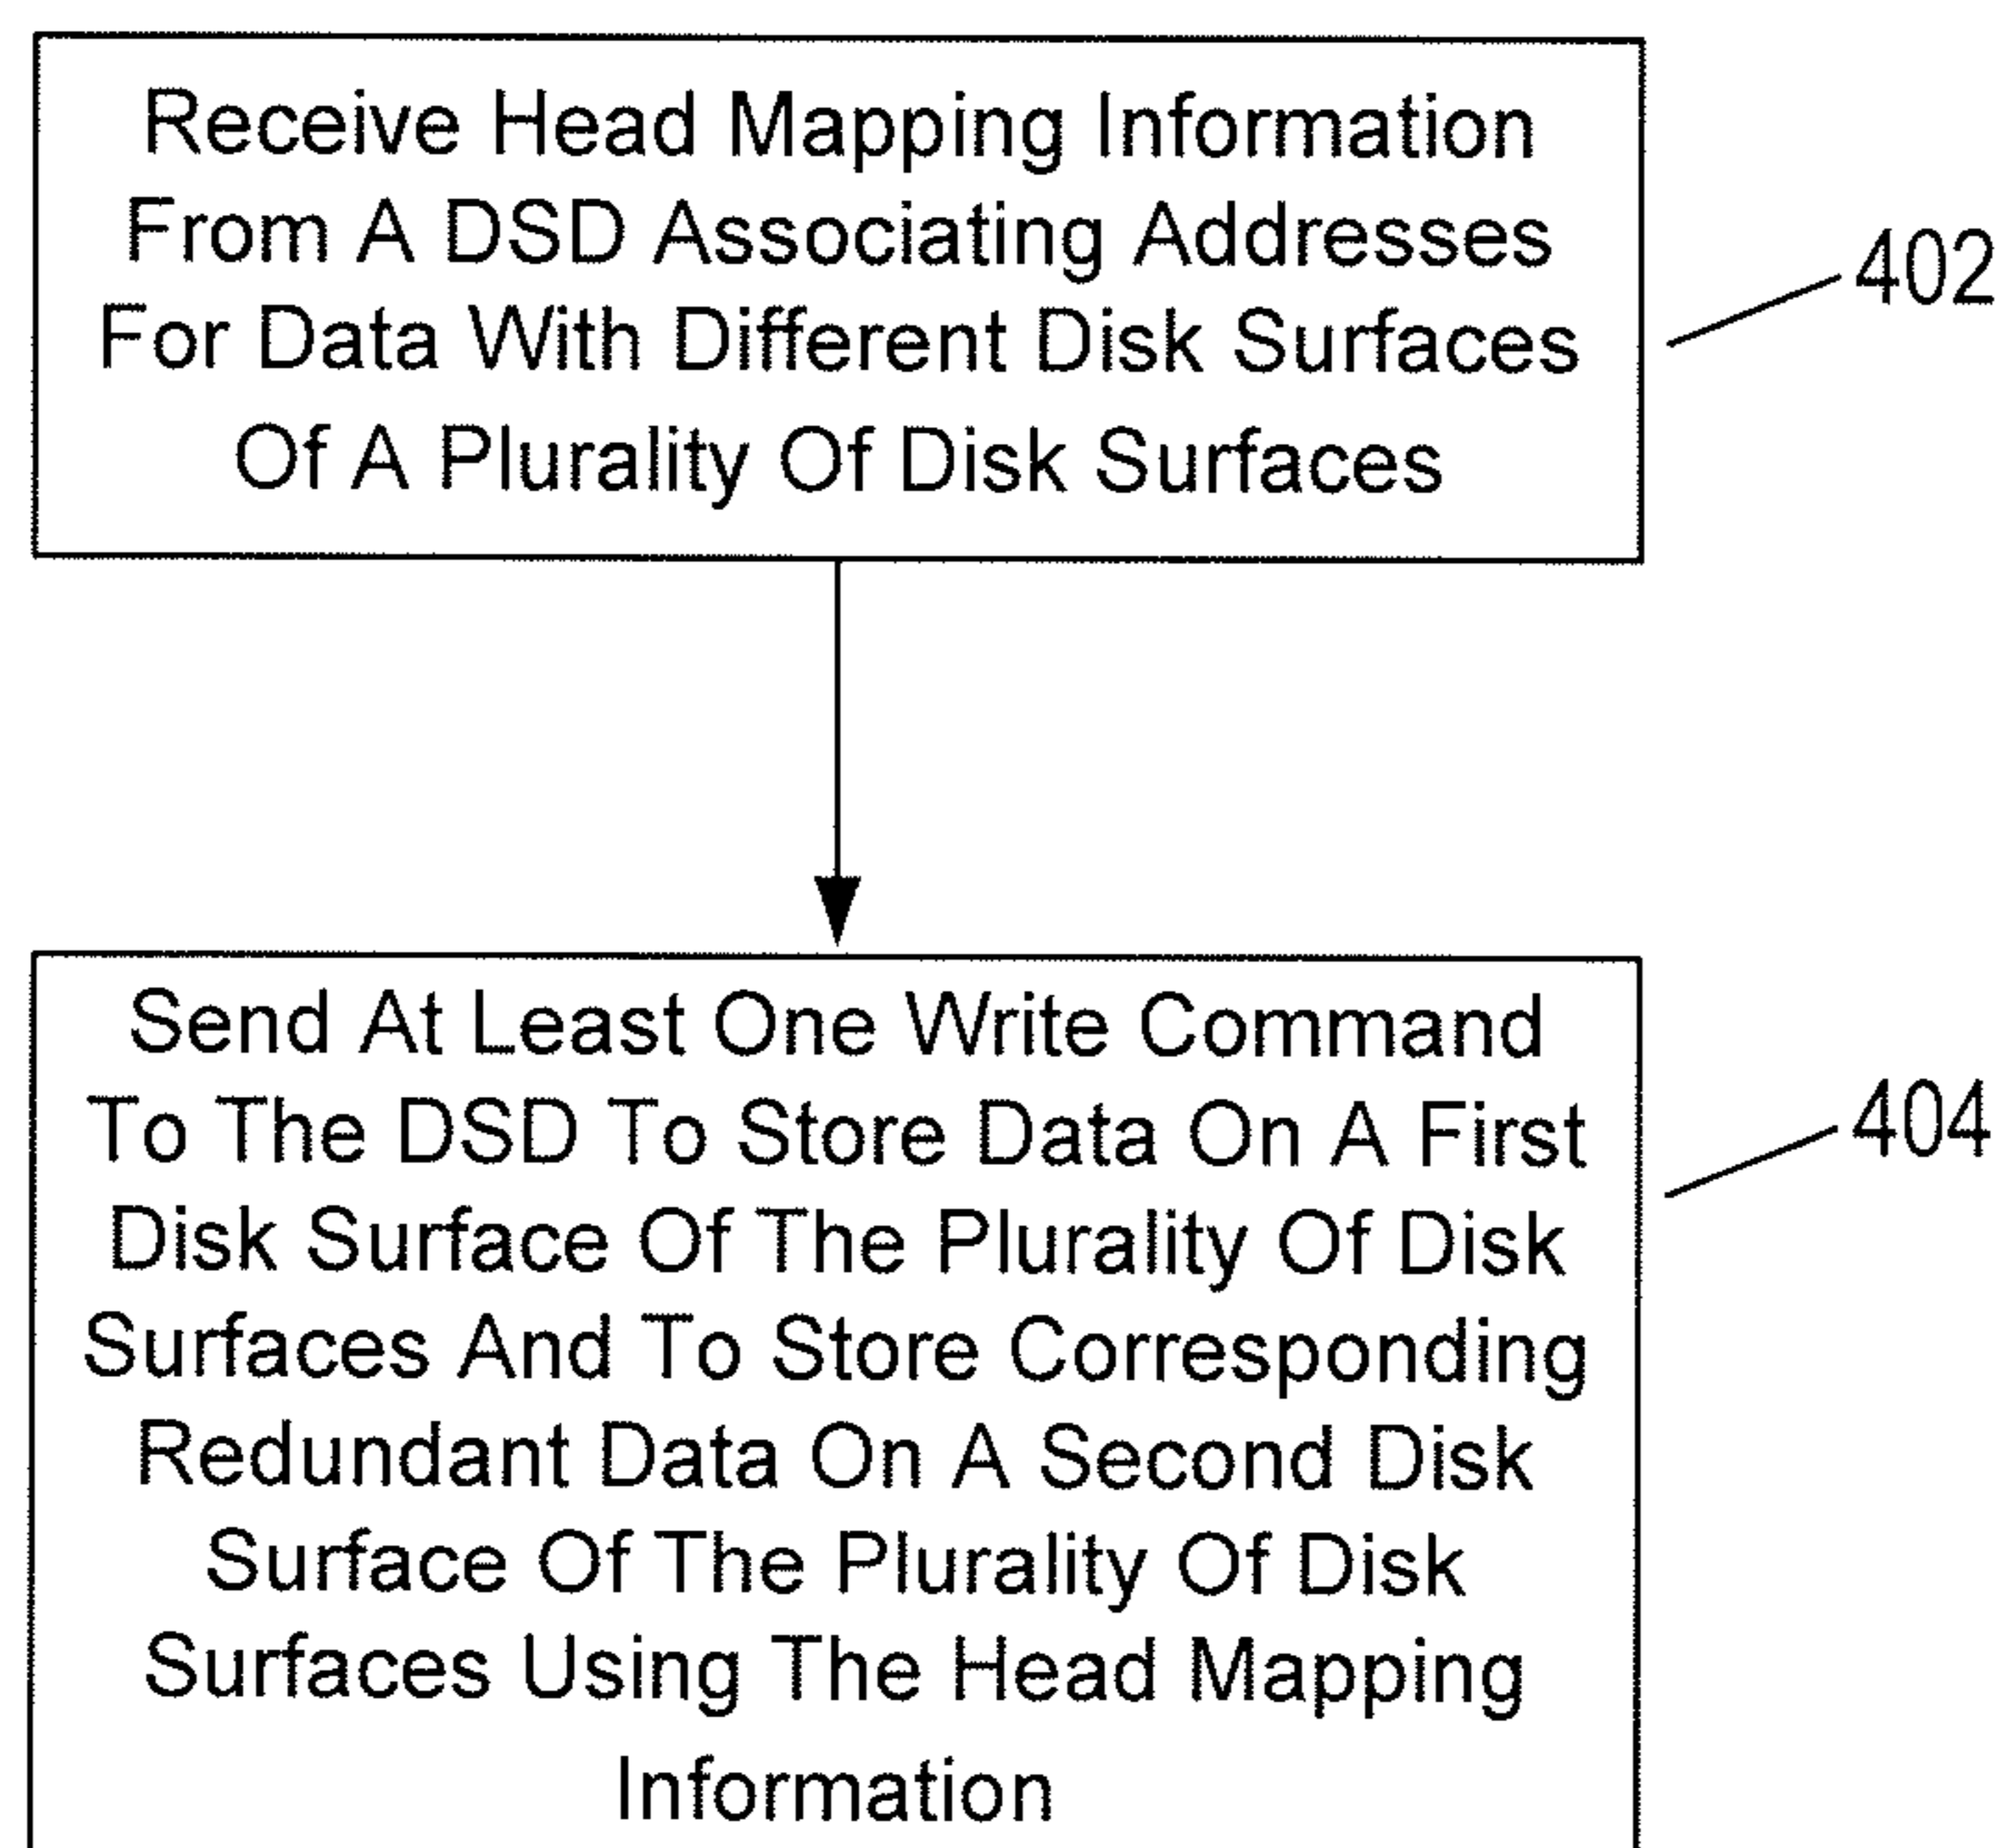 Receive Head Mapping Information
From A DSD Associating Addresses
For Data With Different Disk Surfaces
Of A Plurality Of Disk Surfaces
402
Send At Least One Write Command
To The DSD To Store Data On A First
Disk Surface Of The Plurality Of Disk
Surfaces And To Store Corresponding
Redundant Data On A Second Disk
Surface Of The Plurality Of Disk
Surfaces Using The Head Mapping
Information
404